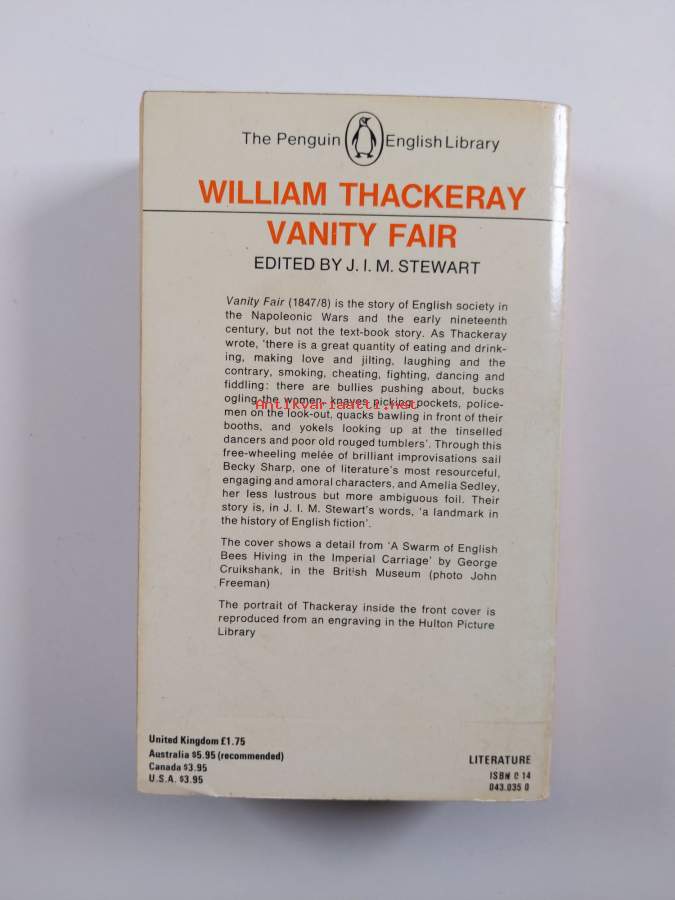 The Penguin English Library
WILLIAM THACKERAY
VANITY FAIR
EDITED BY J. I. M. STEWART
Vanity Fair (1847/8) is the story of English society in
the Napoleonic Wars and the early nineteenth
century, but not the text-book story. As Thackeray
wrote, 'there is a great quantity of eating and drink-
ing, making love and jilting, laughing and the
contrary, smoking, cheating, fighting, dancing and
fiddling: there are bullies pushing about, bucks
ogling the women, knaves picking pockets, police-
Antikvariaatti.net
men on the look-out, quacks bawling in front of their
booths, and yokels looking up at the tinselled
dancers and poor old rouged tumblers'. Through this
free-wheeling melée of brilliant improvisations sail
Becky Sharp, one of literature's most resourceful,
engaging and amoral characters, and Amelia Sedley,
her less lustrous but more ambiguous foil. Their
story is, in J. I. M. Stewart's words, 'a landmark in
the history of English fiction'.
The cover shows a detail from 'A Swarm of English
Bees Hiving in the Imperial Carriage' by George
Cruikshank, in the British Museum (photo John
Freeman)
The portrait of Thackeray inside the front cover is
reproduced from an engraving in the Hulton Picture
Library
United Kingdom £1.75
Australia $5.95 (recommended)
Canada $3.95
U.S.A. $3.95
LITERATURE
ISBN 0 14
043.035 0